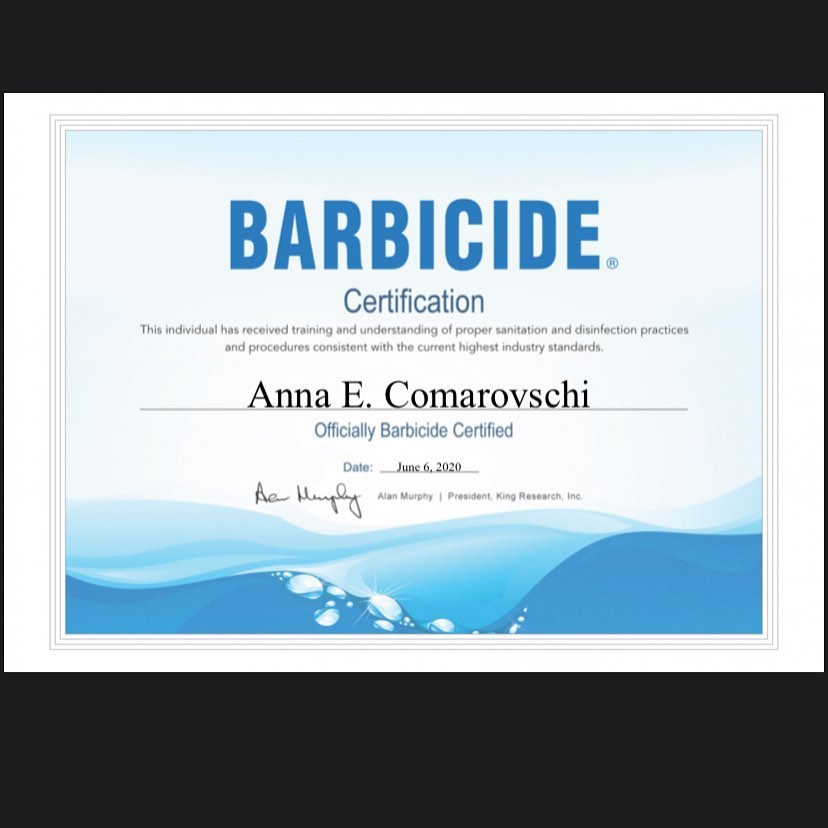 BARBICIDE®
Certification
This individual has received training and understanding of proper sanitation and disinfection practices
and procedures consistent with the current highest industry standards.
Anna E. Comarovschi
Officially Barbicide Certified
Date: June 6, 2020
Alan Murphy Alan Murphy | President, King Research, Inc.